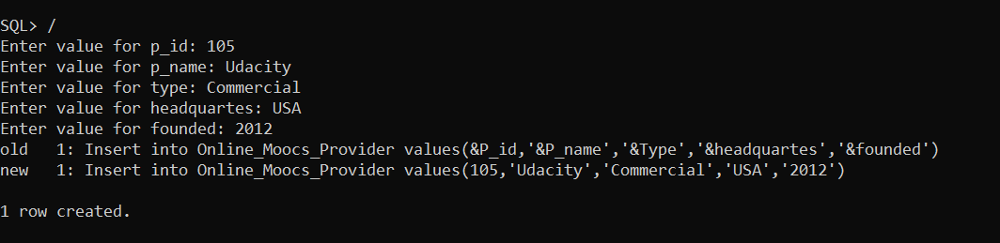 SQL> /
Enter value for p_id: 105
Enter value for p_name: Udacity
Enter value for type: Commercial
Enter value for headquartes: USA
Enter value for founded: 2012
old   1: Insert into Online_Moocs_Provider values(&P_id,'&P_name','&Type','&headquartes','&founded')
new   1: Insert into Online_Moocs_Provider values(105,'Udacity','Commercial','USA','2012')
1 row created.